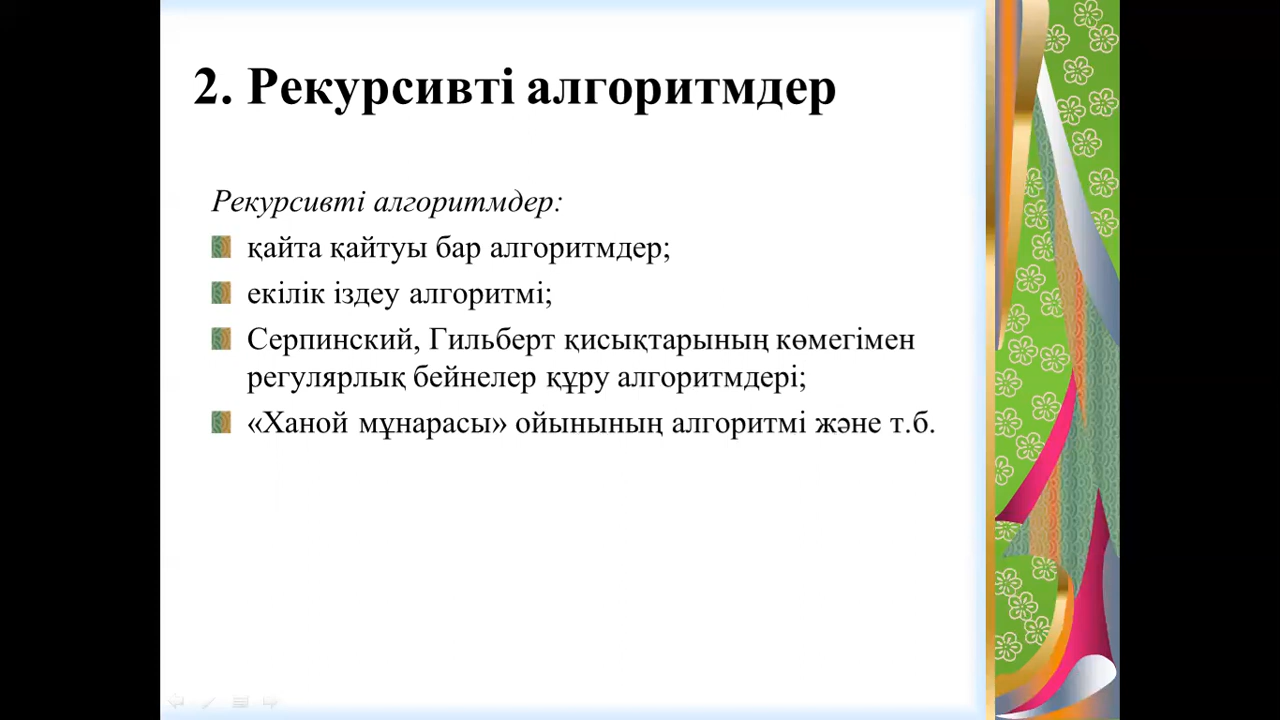 2. Рекурсивті алгоритмдер
Рекурсивті алгоритмдер:
қайта қайтуы бар алгоритмдер;
екілік іздеу алгоритмі;
Серпинский, Гильберт қисықтарының көмегімен
регулярлық бейнелер құру алгоритмдері;
«Ханой мұнарасы» ойынының алгоритмі және т.б.